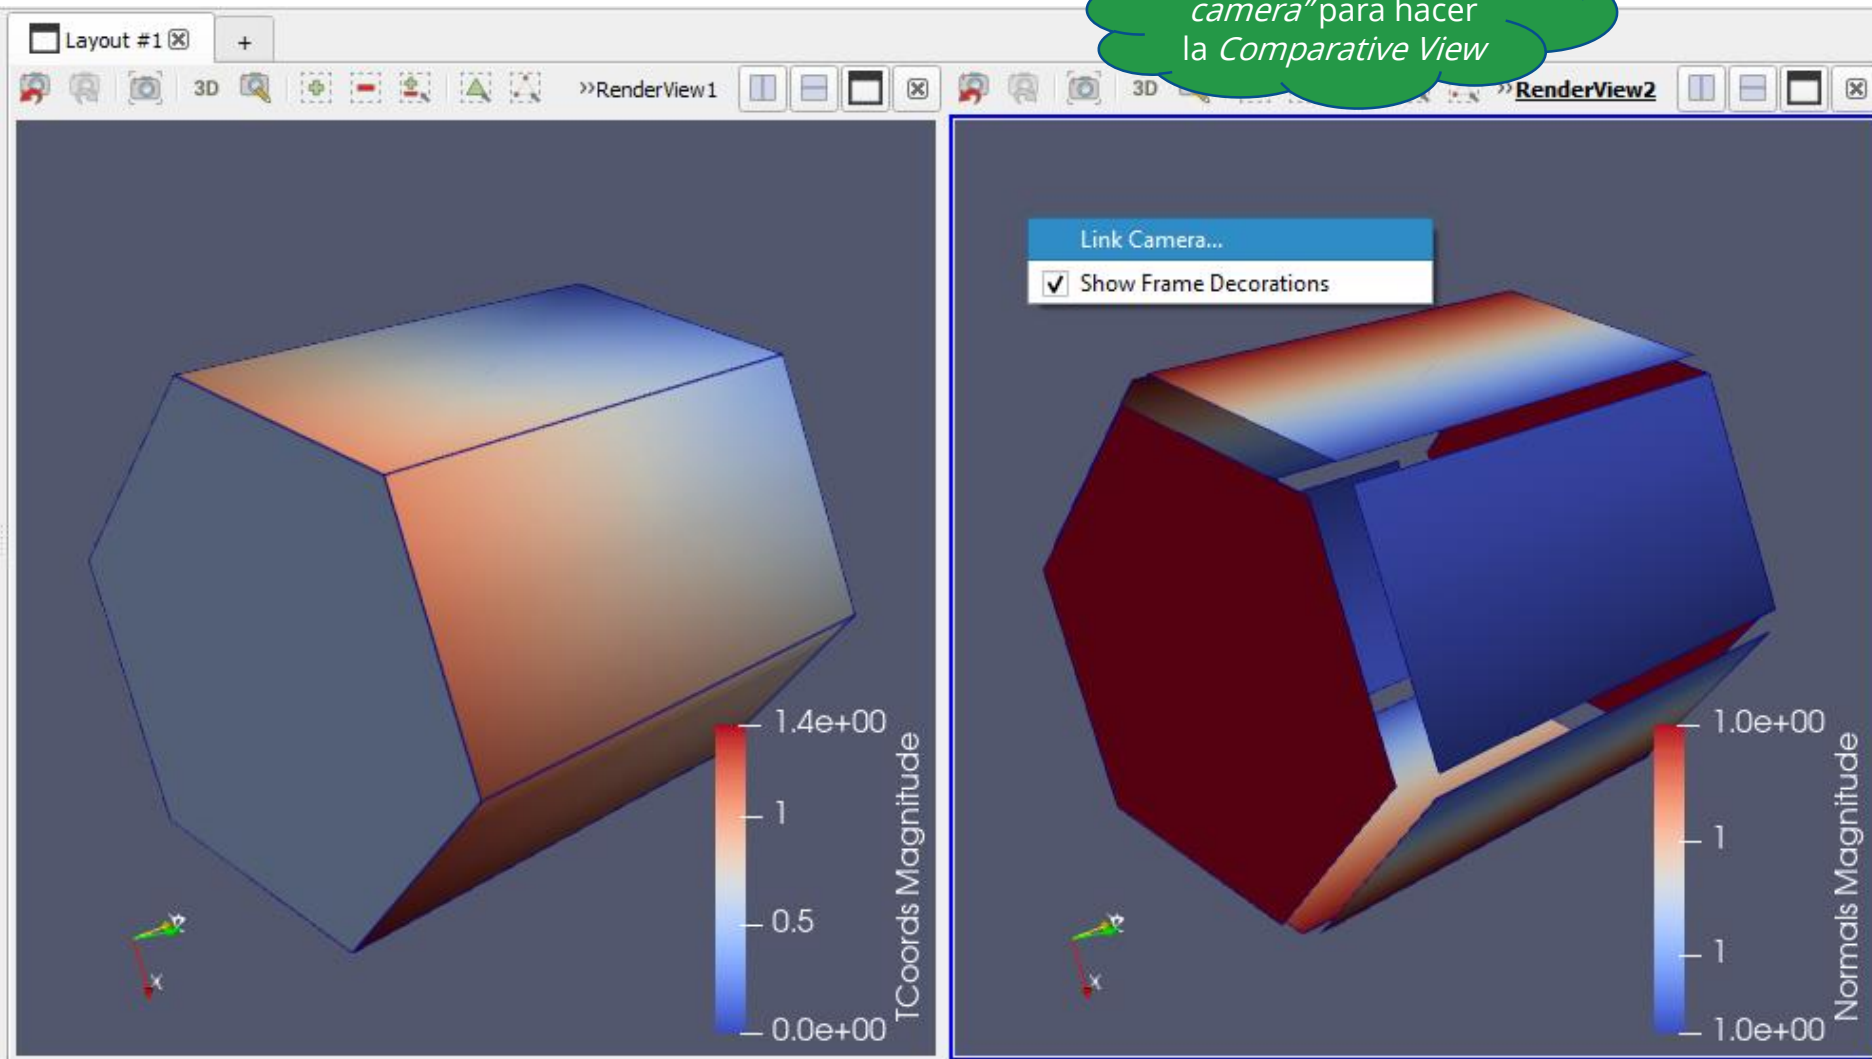 camera” para hacer
la Comparative View
Layout #1
+
3D
»RenderView1
3D
»RenderView2
Link Camera...
Show Frame Decorations
1.4e+00
1
0.5
0.0e+00
TCoords Magnitude
X
1.0e+00
1
1
1.0e+00
Normals Magnitude
X